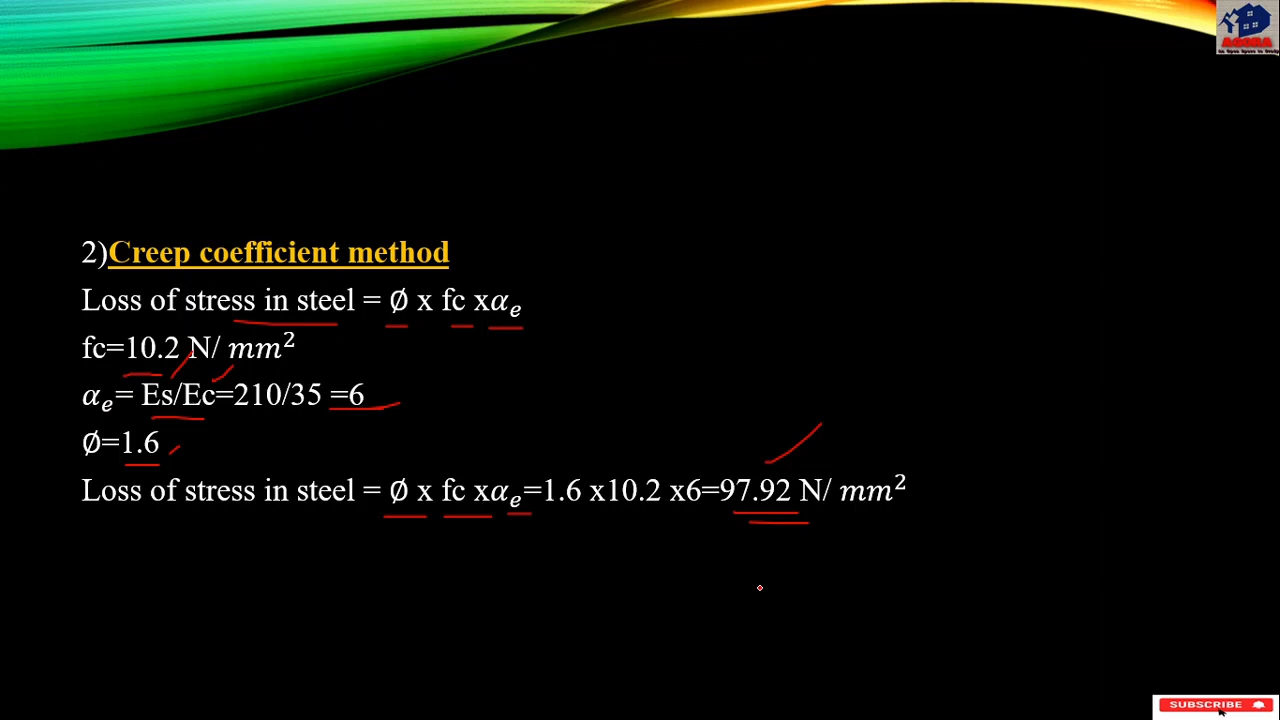 AGORA
2)Creep coefficient method
Loss of stress in steel = ∅ x fc x𝛼ₑ
fc=10.2 N/ 𝑚𝑚²
𝛼ₑ= Es/Ec=210/35 =6
∅=1.6
Loss of stress in steel = ∅ x fc x𝛼ₑ=1.6 x10.2 x6=97.92 N/ 𝑚𝑚²
SUBSCRIBE